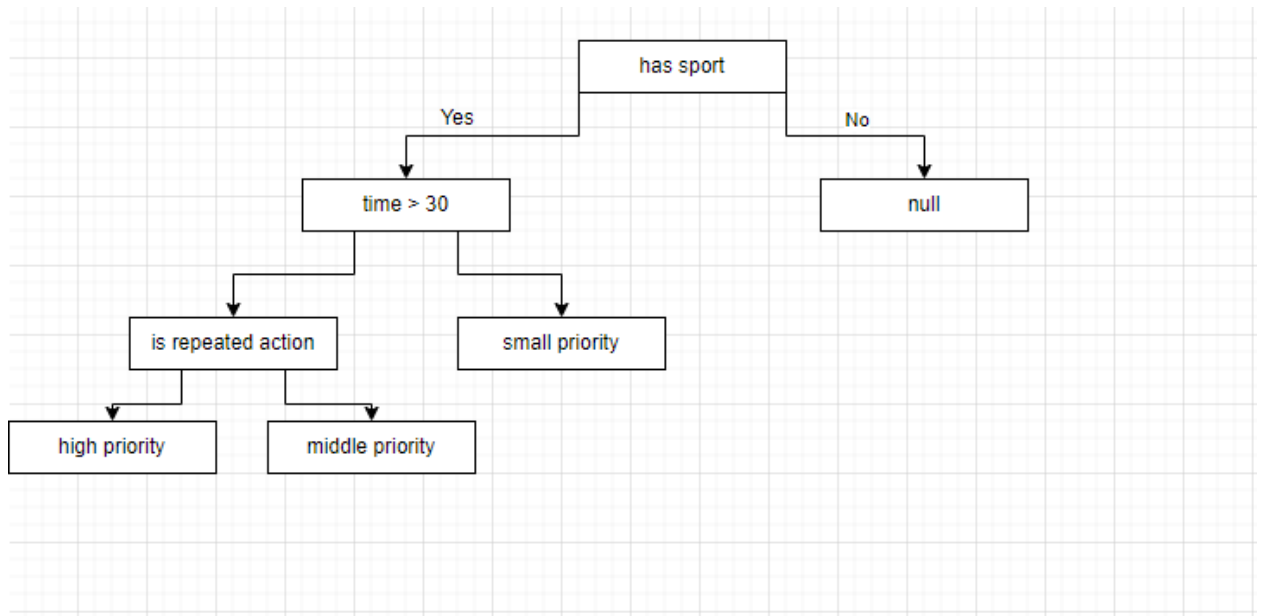 has sport
Yes
No
time > 30
null
is repeated action
small priority
high priority
middle priority